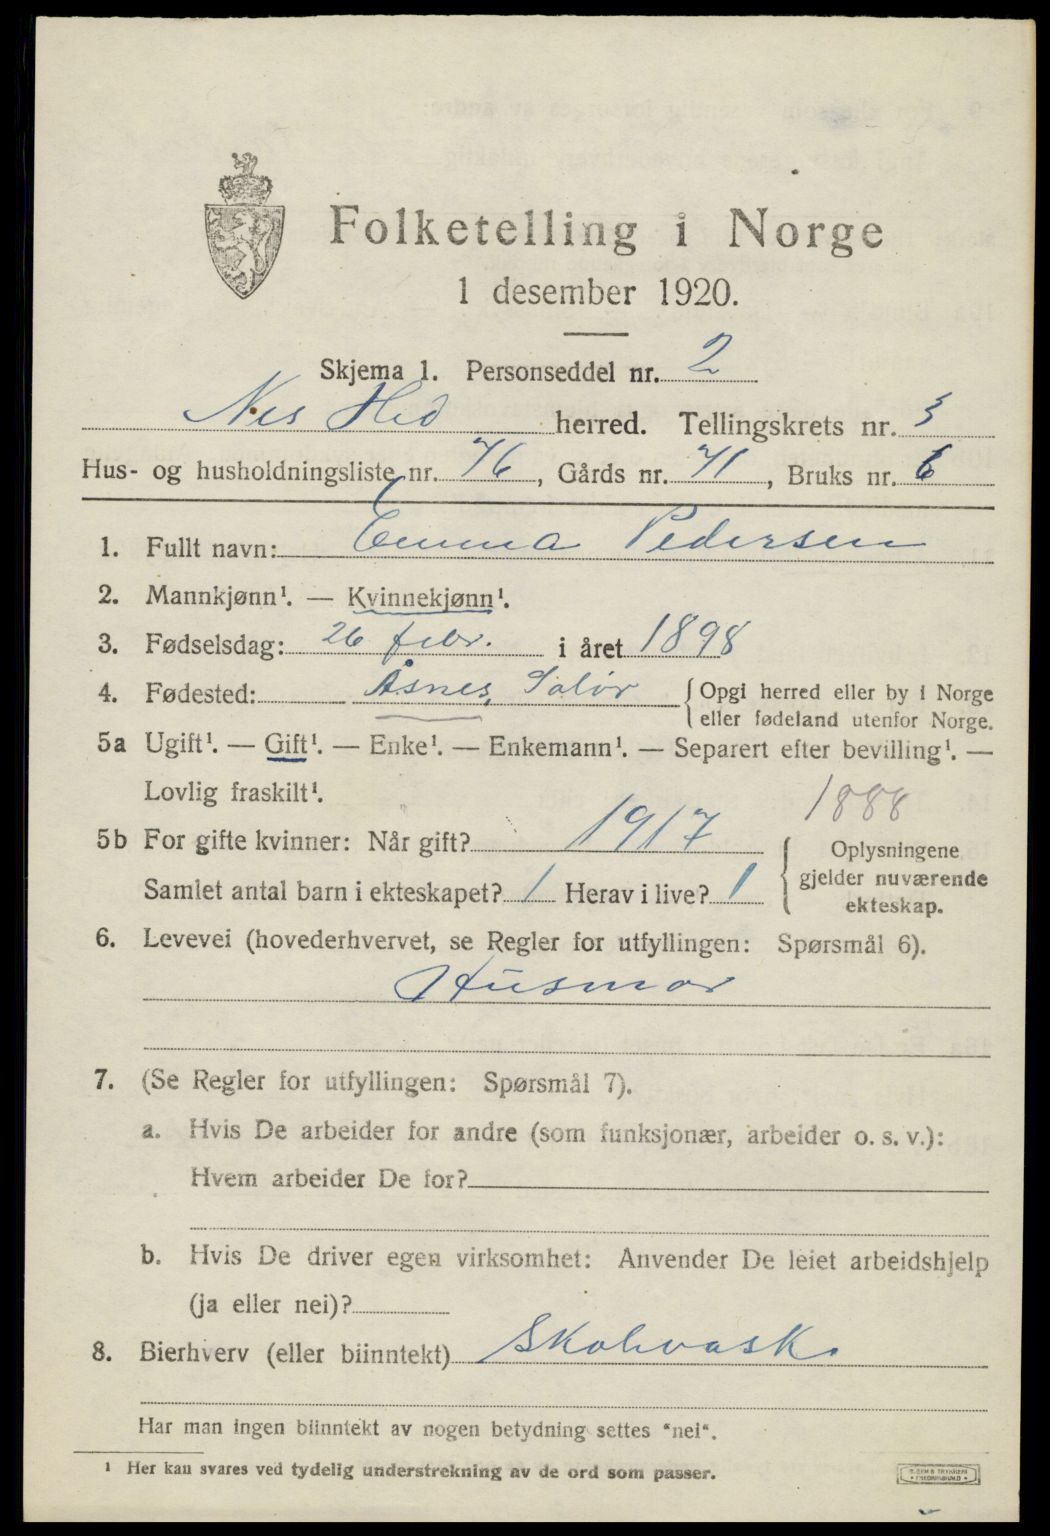 Folketelling i Norge
1 desember 1920.
Skjema 1. Personseddel nr. 2
Nes Hed herred. Tellingskrets nr. 3
Hus- og husholdningsliste nr. 76, Gårds nr. 71, Bruks nr. 6
1. Fullt navn: Emma Pedersen
2. Mannkjønn¹. — Kvinnekjønn¹.
3. Fødselsdag: 26 febr. i året 1898
4. Fødested: Åsnes, Solør { Opgi herred eller by i Norge
eller fødeland utenfor Norge.
5a Ugift¹. — Gift¹. — Enke¹. — Enkemann¹. — Separert efter bevilling¹. —
Lovlig fraskilt¹.
1888
5b For gifte kvinner: Når gift? 1917
Samlet antal barn i ekteskapet? 1 Herav i live? 1
{ Oplysningene
gjelder nuværende
ekteskap.
6. Levevei (hovederhvervet, se Regler for utfyllingen: Spørsmål 6).
Husmor
7. (Se Regler for utfyllingen: Spørsmål 7).
a. Hvis De arbeider for andre (som funksjonær, arbeider o. s. v.):
Hvem arbeider De for?
b. Hvis De driver egen virksomhet: Anvender De leiet arbeidshjelp
(ja eller nei)?
8. Bierhverv (eller biinntekt) Skolevask.
Har man ingen biinntekt av nogen betydning settes "nei".
¹ Her kan svares ved tydelig understrekning av de ord som passer.